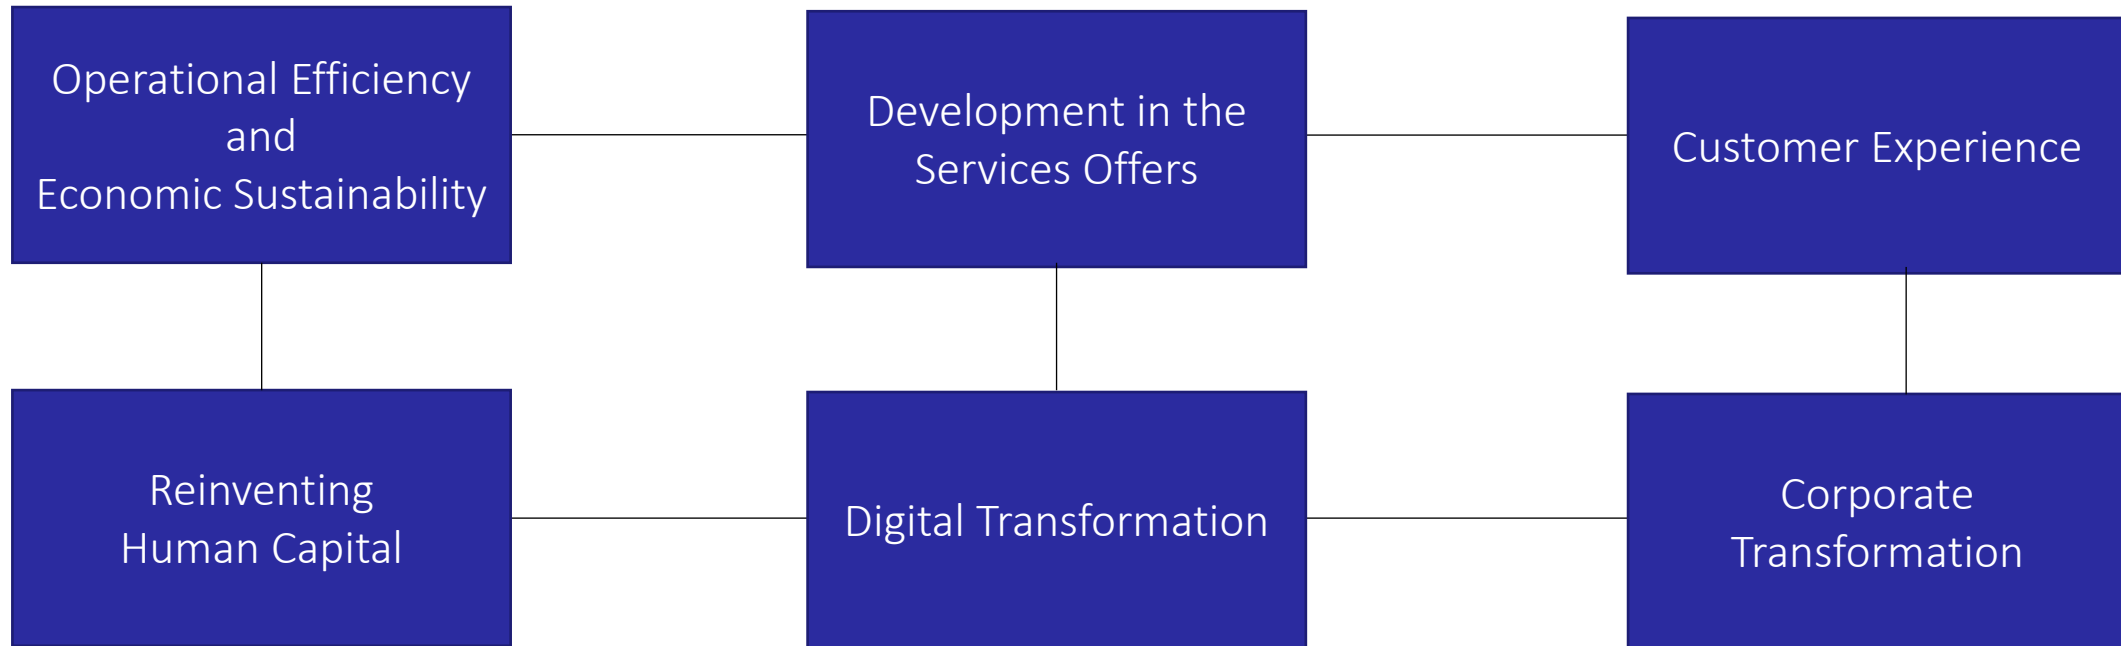 Operational Efficiency
and
Economic Sustainability
Development in the
Services Offers
Customer Experience
Reinventing
Human Capital
Digital Transformation
Corporate
Transformation